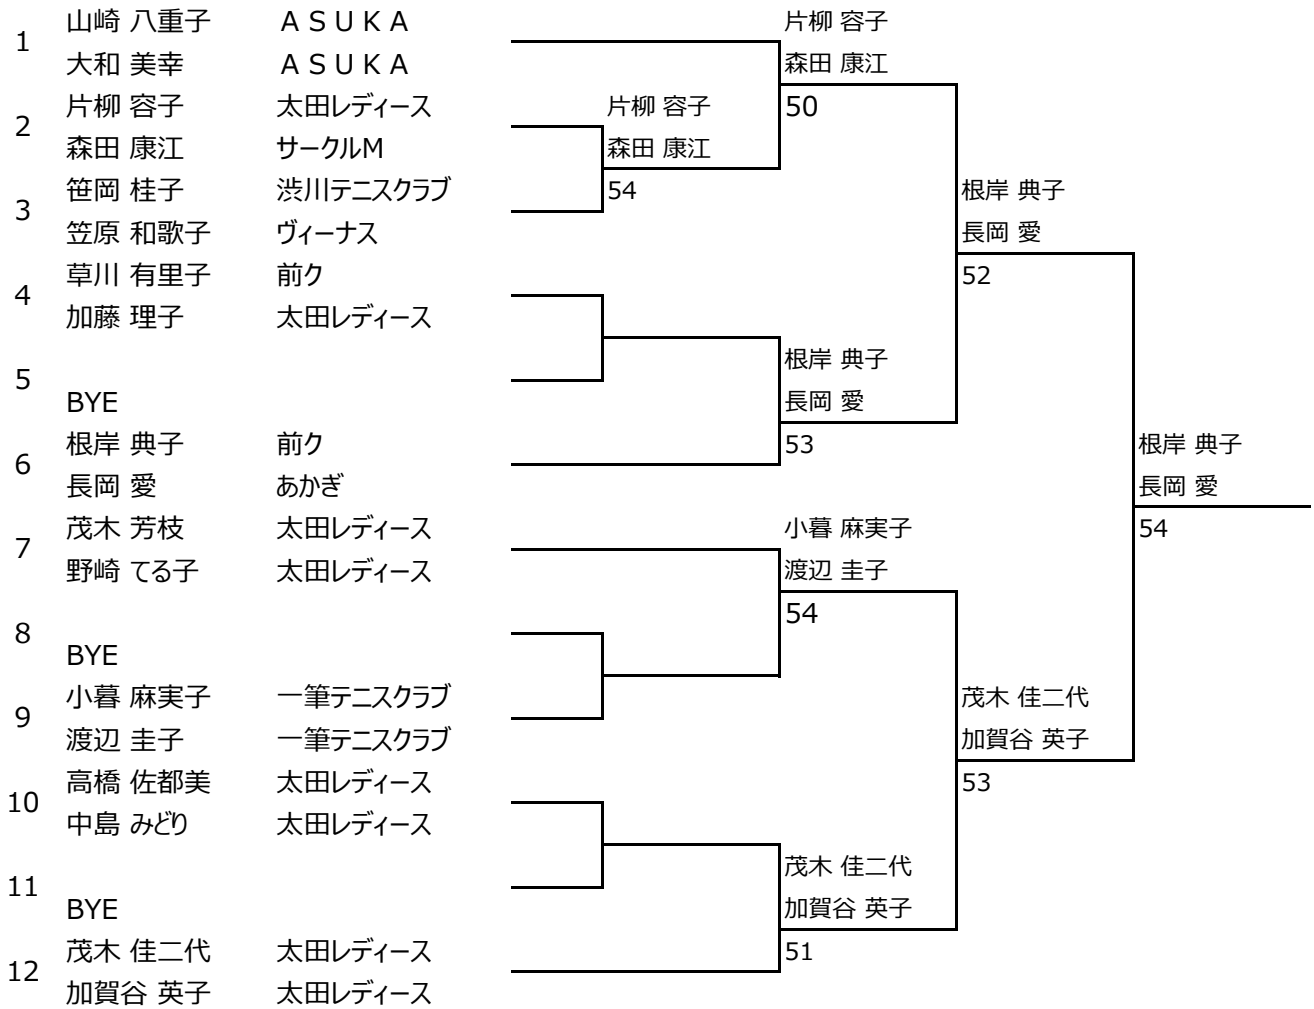 山崎 八重子 ＡＳＵＫＡ 片柳 容子
1
大和 美幸 ＡＳＵＫＡ 森田 康江
片柳 容子 太田レディース 片柳 容子 50
2
森田 康江 サークルM 森田 康江
笹岡 桂子 渋川テニスクラブ 54 根岸 典子
3
笠原 和歌子 ヴィーナス 長岡 愛
草川 有里子 前ク 52
4
加藤 理子 太田レディース
根岸 典子
5
BYE 長岡 愛
根岸 典子 前ク 53 根岸 典子
6
長岡 愛 あかぎ 長岡 愛
茂木 芳枝 太田レディース 小暮 麻実子 54
7
野崎 てる子 太田レディース 渡辺 圭子
54
8
BYE
小暮 麻実子 一筆テニスクラブ 茂木 佳二代
9
渡辺 圭子 一筆テニスクラブ 加賀谷 英子
高橋 佐都美 太田レディース 53
10
中島 みどり 太田レディース
茂木 佳二代
11
BYE 加賀谷 英子
茂木 佳二代 太田レディース 51
12
加賀谷 英子 太田レディース